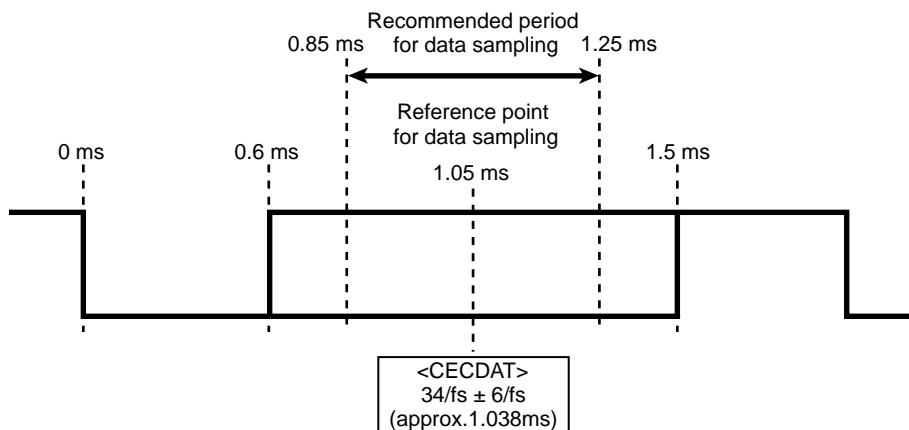 Recommended period
for data sampling
0.85 ms
1.25 ms
Reference point
for data sampling
0 ms
0.6 ms
1.05 ms
1.5 ms
<CECDAT>
34/fs ± 6/fs
(approx.1.038ms)